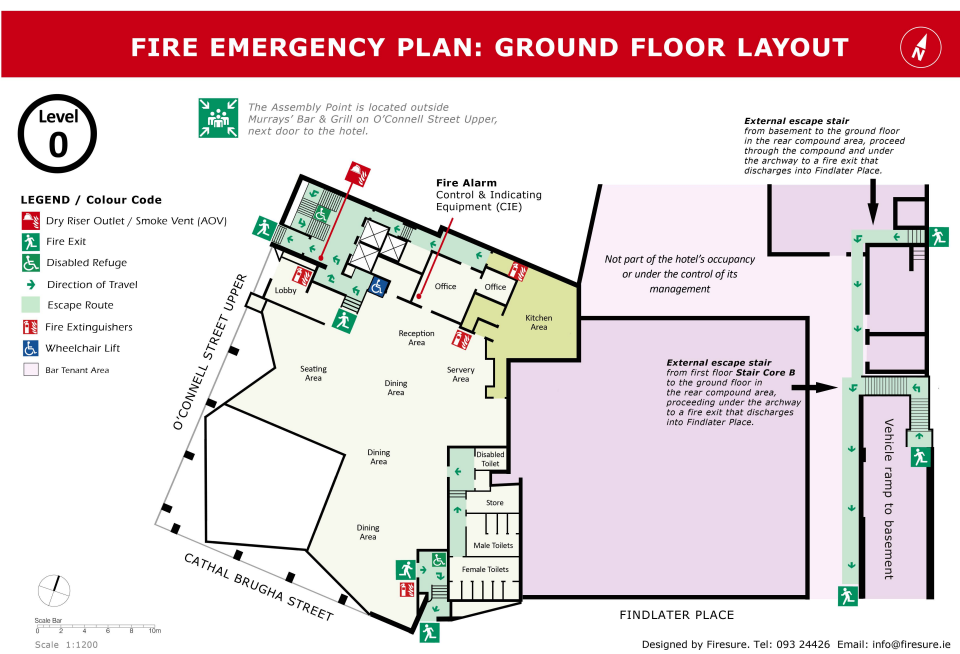 FIRE EMERGENCY PLAN: GROUND FLOOR LAYOUT
N
Level
0
The Assembly Point is located outside
Murrays' Bar & Grill on O'Connell Street Upper,
next door to the hotel.
External escape stair
from basement to the ground floor
in the rear compound area, proceed
through the compound and under
the archway to a fire exit that
discharges into Findlater Place.
LEGEND / Colour Code
Dry Riser Outlet / Smoke Vent (AOV)
Fire Exit
Disabled Refuge
Direction of Travel
Escape Route
Fire Extinguishers
Wheelchair Lift
Bar Tenant Area
Fire Alarm
Control & Indicating
Equipment (CIE)
Not part of the hotel's occupancy
or under the control of its
management
Lobby
Office
Office
Kitchen
Area
Reception
Area
Seating
Area
Dining
Area
Servery
Area
O'CONNELL STREET UPPER
External escape stair
from first floor Stair Core B
to the ground floor in
the rear compound area,
proceeding under the archway
to a fire exit that discharges
into Findlater Place.
Vehicle ramp to basement
Dining
Area
Disabled
Toilet
Store
Dining
Area
Male Toilets
Female Toilets
CATHAL BRUGHA STREET
FINDLATER PLACE
Scale Bar
0 2 4 6 8 10m
Scale 1:1200
Designed by Firesure. Tel: 093 24426 Email: info@firesure.ie